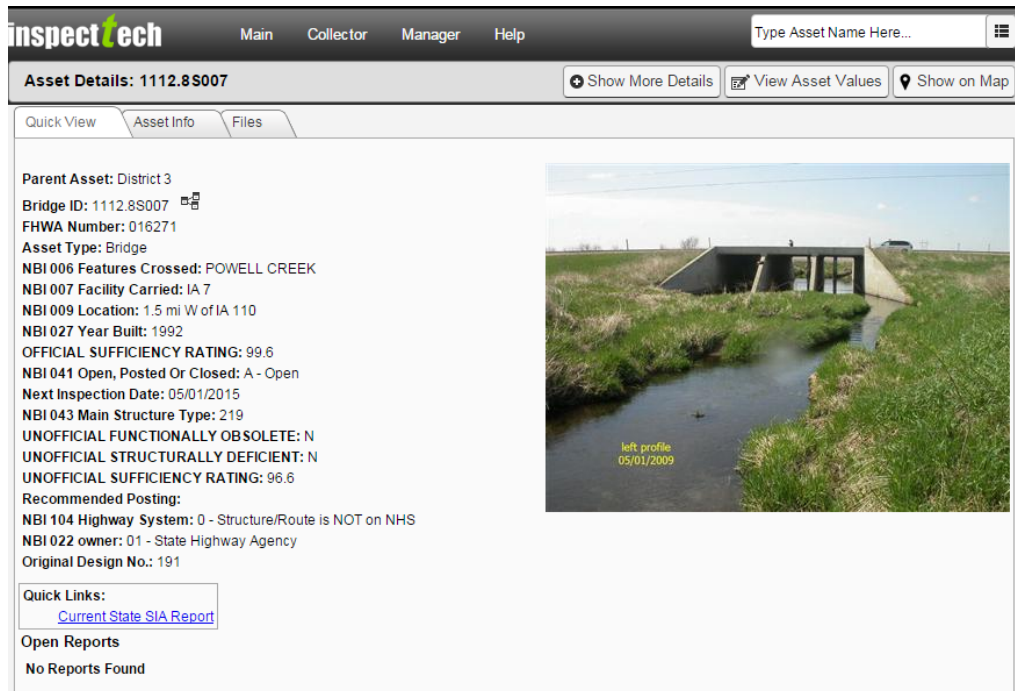 inspecttech
Main Collector Manager Help
Type Asset Name Here...
Asset Details: 1112.8S007
Show More Details View Asset Values Show on Map
Quick View Asset Info Files
Parent Asset: District 3
Bridge ID: 1112.8S007
FHWA Number: 016271
Asset Type: Bridge
NBI 006 Features Crossed: POWELL CREEK
NBI 007 Facility Carried: IA 7
NBI 009 Location: 1.5 mi W of IA 110
NBI 027 Year Built: 1992
OFFICIAL SUFFICIENCY RATING: 99.6
NBI 041 Open, Posted Or Closed: A - Open
Next Inspection Date: 05/01/2015
NBI 043 Main Structure Type: 219
UNOFFICIAL FUNCTIONALLY OBSOLETE: N
UNOFFICIAL STRUCTURALLY DEFICIENT: N
UNOFFICIAL SUFFICIENCY RATING: 96.6
Recommended Posting:
NBI 104 Highway System: 0 - Structure/Route is NOT on NHS
NBI 022 owner: 01 - State Highway Agency
Original Design No.: 191
Quick Links:
Current State SIA Report
Open Reports
No Reports Found
left profile
05/01/2009